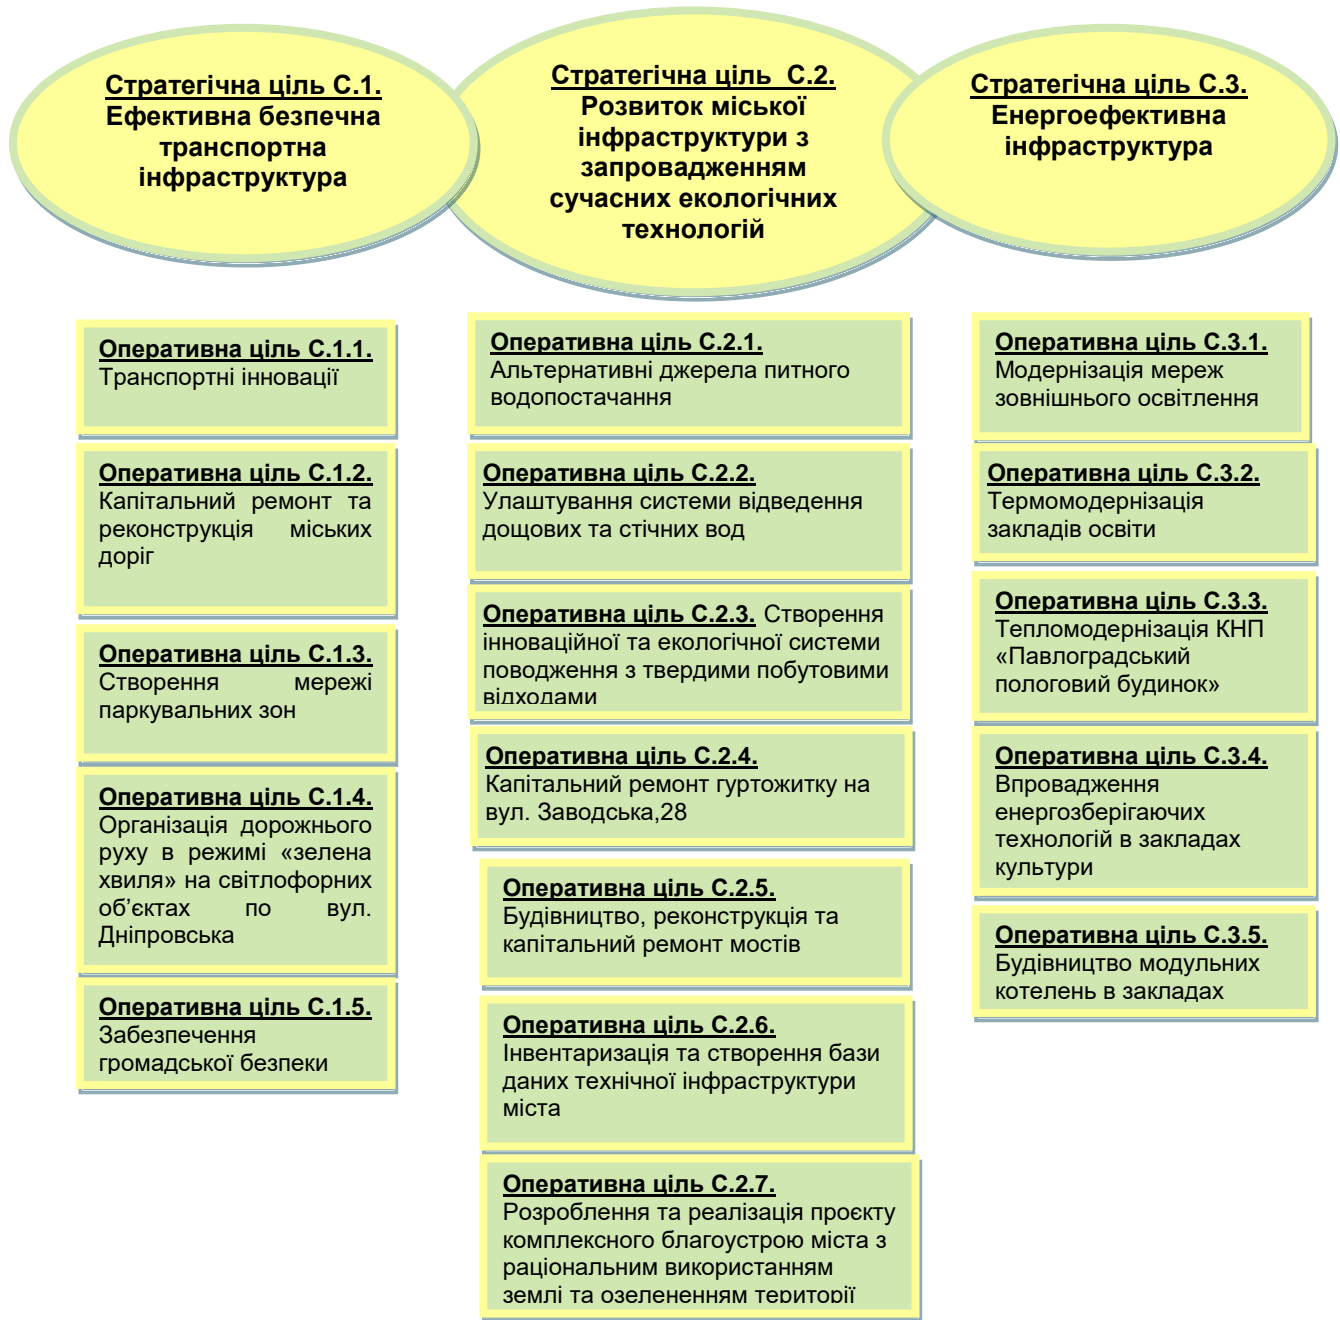 Стратегічна ціль С.1.
Ефективна безпечна
транспортна
інфраструктура
Стратегічна ціль С.2.
Розвиток міської
інфраструктури з
запровадженням
сучасних екологічних
технологій
Стратегічна ціль С.3.
Енергоефективна
інфраструктура
Оперативна ціль С.1.1.
Транспортні інновації
Оперативна ціль С.1.2.
Капітальний ремонт та
реконструкція міських
доріг
Оперативна ціль С.1.3.
Створення мережі
паркувальних зон
Оперативна ціль С.1.4.
Організація дорожнього
руху в режимі «зелена
хвиля» на світлофорних
об’єктах по вул.
Дніпровська
Оперативна ціль С.1.5.
Забезпечення
громадської безпеки
Оперативна ціль С.2.1.
Альтернативні джерела питного
водопостачання
Оперативна ціль С.2.2.
Улаштування системи відведення
дощових та стічних вод
Оперативна ціль С.2.3. Створення
інноваційної та екологічної системи
поводження з твердими побутовими
відходами
Оперативна ціль С.2.4.
Капітальний ремонт гуртожитку на
вул. Заводська,28
Оперативна ціль С.2.5.
Будівництво, реконструкція та
капітальний ремонт мостів
Оперативна ціль С.2.6.
Інвентаризація та створення бази
даних технічної інфраструктури
міста
Оперативна ціль С.2.7.
Розроблення та реалізація проєкту
комплексного благоустрою міста з
раціональним використанням
землі та озелененням території
Оперативна ціль С.3.1.
Модернізація мереж
зовнішнього освітлення
Оперативна ціль С.3.2.
Термомодернізація
закладів освіти
Оперативна ціль С.3.3.
Тепломодернізація КНП
«Павлоградський
пологовий будинок»
Оперативна ціль С.3.4.
Впровадження
енергозберігаючих
технологій в закладах
культури
Оперативна ціль С.3.5.
Будівництво модульних
котелень в закладах